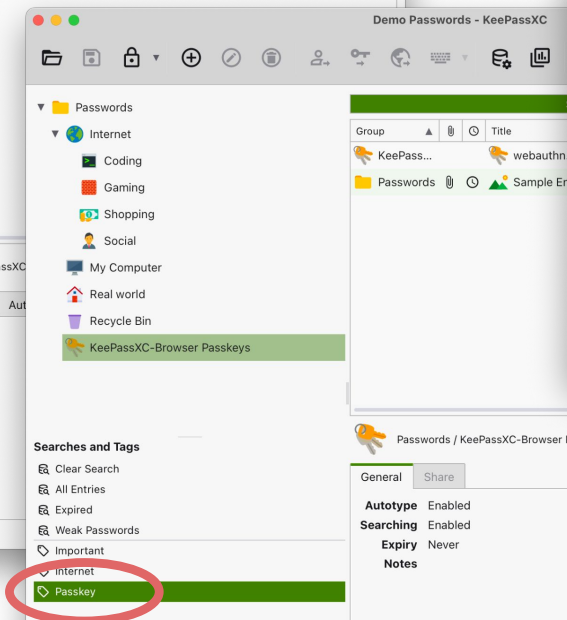 Demo Passwords - KeePassXC
Passwords
Internet
Coding
Gaming
Shopping
Social
My Computer
Real world
Recycle Bin
KeePassXC-Browser Passkeys
Group Title
KeePass... webauthn.
Passwords Sample En
ssXC
Aut
Searches and Tags
Clear Search
All Entries
Expired
Weak Passwords
Important
Internet
Passkey
Passwords / KeePassXC-Browser
General Share
Autotype Enabled
Searching Enabled
Expiry Never
Notes